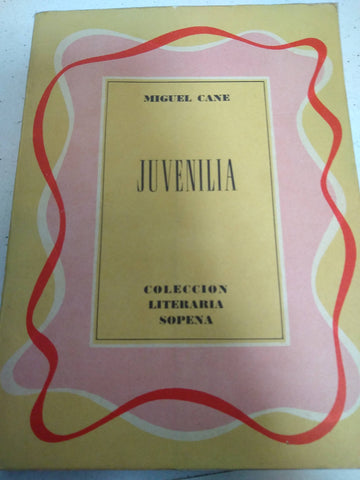 MIGUEL CANE
JUVENILIA
COLECCION
LITERARIA
SOPENA